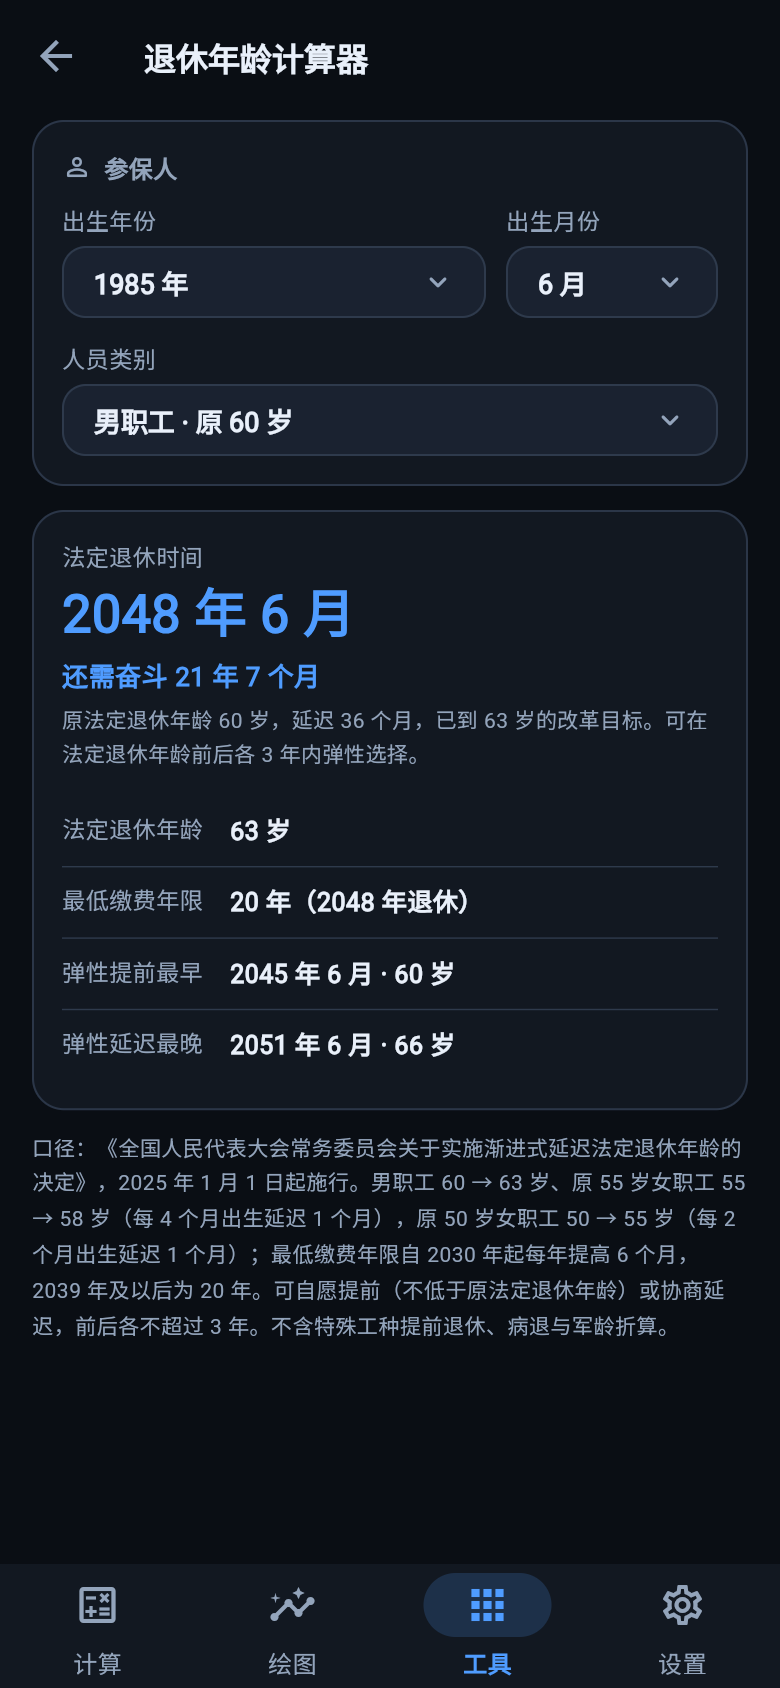 退休年龄计算器
参保人
出生年份
出生月份
1985 年
6 月
人员类别
男职工 · 原 60 岁
法定退休时间
2048 年 6 月
还需奋斗 21 年 7 个月
原法定退休年龄 60 岁，延迟 36 个月，已到 63 岁的改革目标。可在
法定退休年龄前后各 3 年内弹性选择。
法定退休年龄 63 岁
最低缴费年限 20 年（2048 年退休）
弹性提前最早 2045 年 6 月 · 60 岁
弹性延迟最晚 2051 年 6 月 · 66 岁
口径：《全国人民代表大会常务委员会关于实施渐进式延迟法定退休年龄的
决定》，2025 年 1 月 1 日起施行。男职工 60 → 63 岁、原 55 岁女职工 55
→ 58 岁（每 4 个月出生延迟 1 个月），原 50 岁女职工 50 → 55 岁（每 2
个月出生延迟 1 个月）；最低缴费年限自 2030 年起每年提高 6 个月，
2039 年及以后为 20 年。可自愿提前（不低于原法定退休年龄）或协商延
迟，前后各不超过 3 年。不含特殊工种提前退休、病退与军龄折算。
计算
绘图
工具
设置